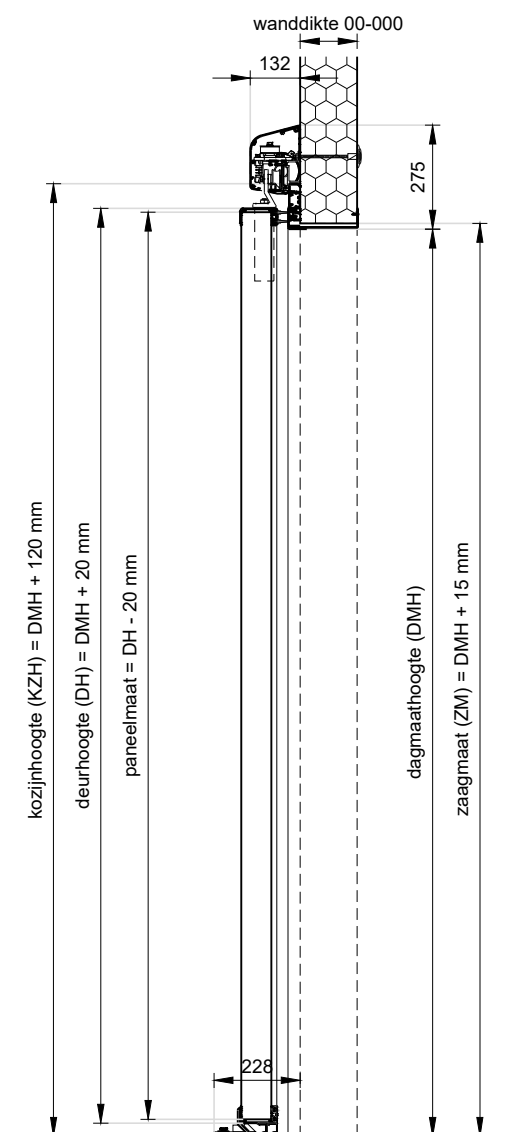 wanddikte 00-000
132
275
kozijnhoogte (KZH) = DMH + 120 mm
deurhoogte (DH) = DMH + 20 mm
paneelmaat = DH - 20 mm
dagmaathoogte (DMH)
zaagmaat (ZM) = DMH + 15 mm
228